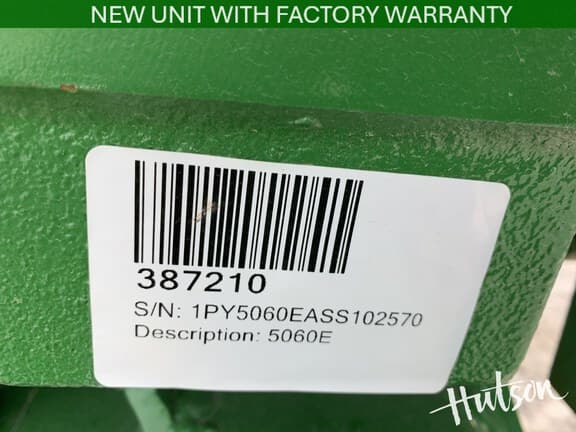 NEW UNIT WITH FACTORY WARRANTY
387210
S/N: 1PY5060EASS102570
Description: 5060E
Hutson